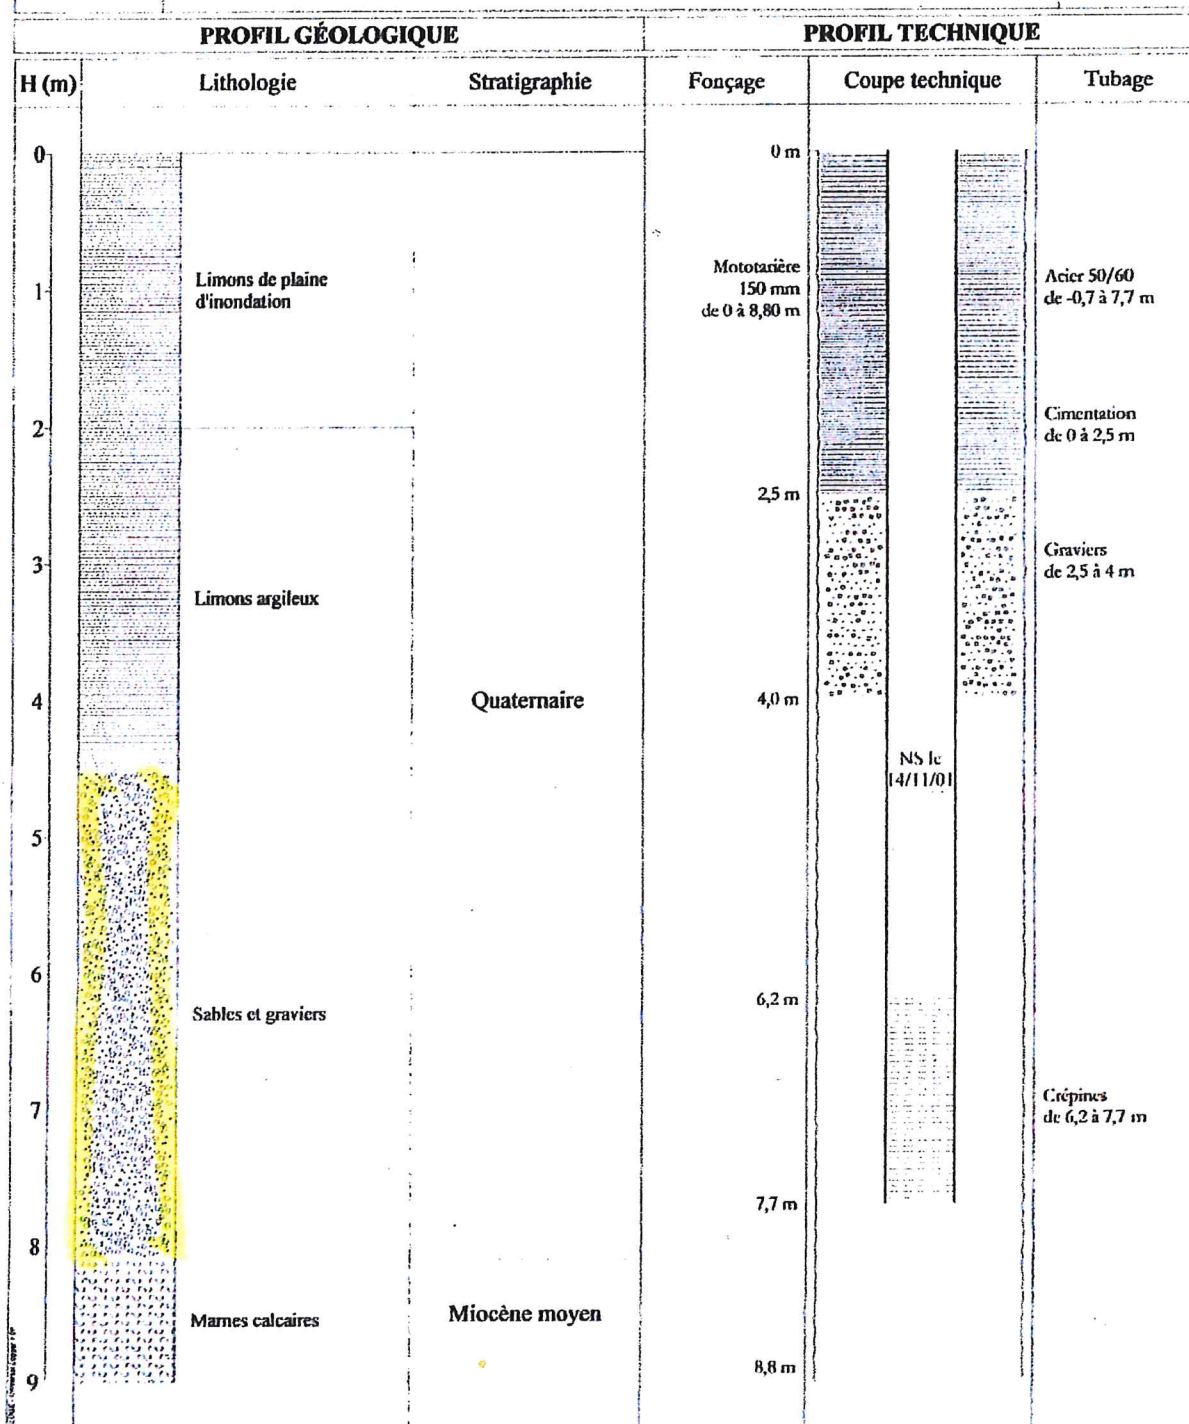 PROFIL GÉOLOGIQUE
PROFIL TECHNIQUE
H (m)
Lithologie
Stratigraphie
Fonçage
Coupe technique
Tubage
0
1
2
3
4
5
6
7
8
9
Limons de plaine
d'inondation
Limons argileux
Sables et graviers
Marnes calcaires
Quaternaire
Miocène moyen
Mototarière
150 mm
de 0 à 8,80 m
0 m
2,5 m
4,0 m
6,2 m
7,7 m
8,8 m
NS le
14/11/01
Acier 50/60
de -0,7 à 7,7 m
Cimentation
de 0 à 2,5 m
Graviers
de 2,5 à 4 m
Crépines
de 6,2 à 7,7 m